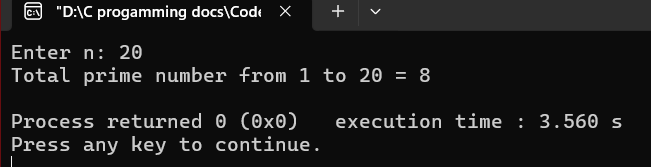 "D:\C progamming docs\Code
Enter n: 20
Total prime number from 1 to 20 = 8
Process returned 0 (0x0)   execution time : 3.560 s
Press any key to continue.